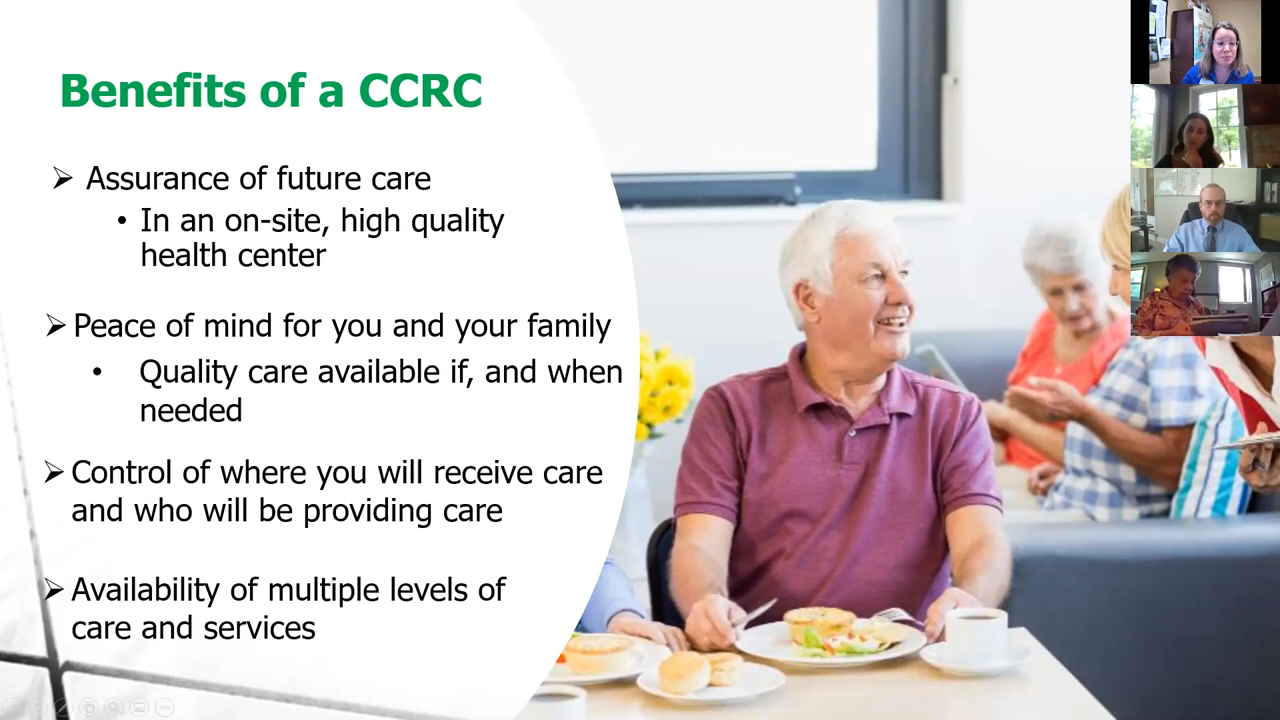 Benefits of a CCRC
➢ Assurance of future care
• In an on-site, high quality
health center
➢ Peace of mind for you and your family
• Quality care available if, and when
needed
➢ Control of where you will receive care
and who will be providing care
➢ Availability of multiple levels of
care and services